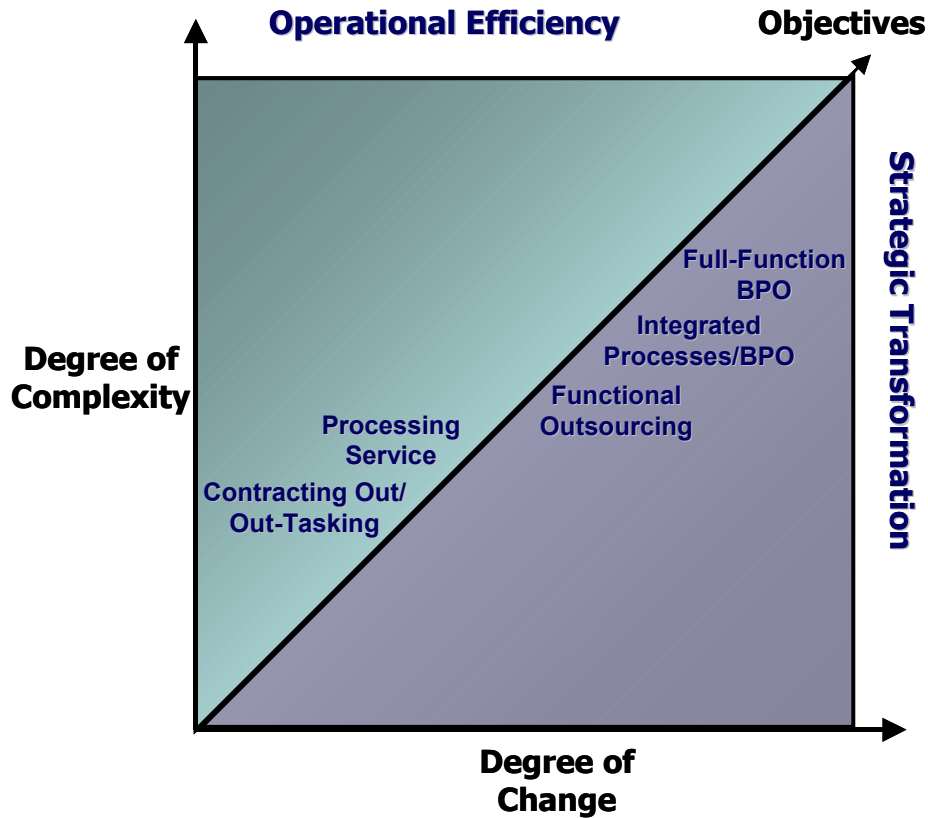 Operational Efficiency
Objectives
Strategic Transformation
Full-Function
BPO
Integrated
Processes/BPO
Degree of
Complexity
Functional
Outsourcing
Processing
Service
Contracting Out/
Out-Tasking
Degree of
Change